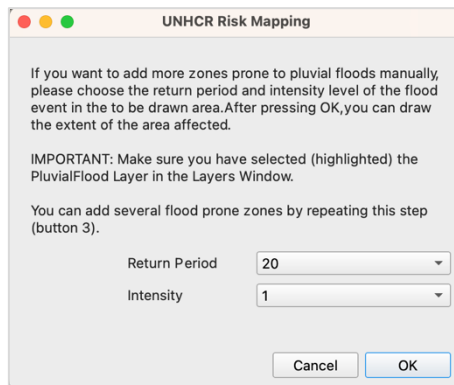 UNHCR Risk Mapping
If you want to add more zones prone to pluvial floods manually,
please choose the return period and intensity level of the flood
event in the to be drawn area.After pressing OK,you can draw
the extent of the area affected.
IMPORTANT: Make sure you have selected (highlighted) the
PluvialFlood Layer in the Layers Window.
You can add several flood prone zones by repeating this step
(button 3).
Return Period 20
Intensity 1
Cancel OK